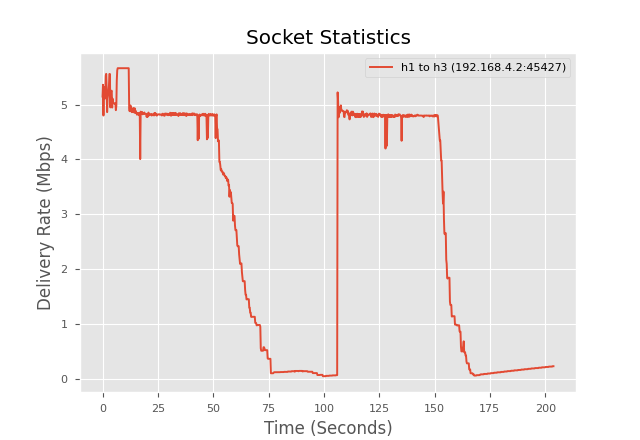 Socket Statistics
h1 to h3 (192.168.4.2:45427)
Delivery Rate (Mbps)
5
4
3
2
1
0
0 25 50 75 100 125 150 175 200
Time (Seconds)